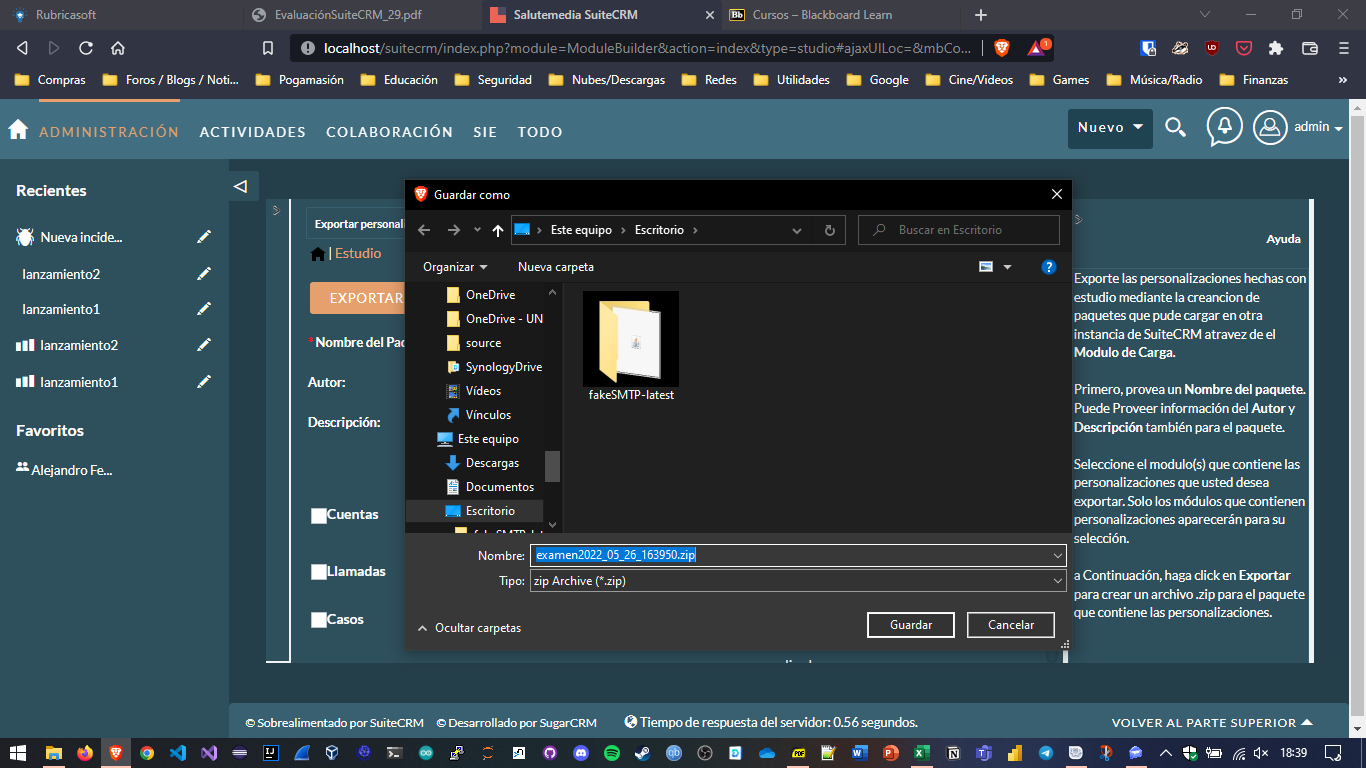 Rubricasoft
EvaluaciónSuiteCRM_29.pdf
Salutemedia SuiteCRM
Bb
Cursos – Blackboard Learn
localhost/suitecrm/index.php?module=ModuleBuilder&action=index&type=studio#ajaxUILoc=&mbCo...
1
Compras
Foros / Blogs / Noti...
Pogamasión
Educación
Seguridad
Nubes/Descargas
Redes
Utilidades
Google
Cine/Videos
Games
Música/Radio
Finanzas
»
ADMINISTRACIÓN
ACTIVIDADES
COLABORACIÓN
SIE
TODO
Nuevo
admin
Recientes
Nueva incide...
lanzamiento2
lanzamiento1
lanzamiento2
lanzamiento1
Favoritos
Alejandro Fe...
Exportar personali
| Estudio
EXPORTAR
*Nombre del Paq
Autor:
Descripción:
Cuentas
Llamadas
Casos
Guardar como
Este equipo
Escritorio
Buscar en Escritorio
Organizar
Nueva carpeta
OneDrive
OneDrive - UN
source
SynologyDrive
Vídeos
Vínculos
Este equipo
Descargas
Documentos
Escritorio
fakeSMTP-latest
Nombre:
examen2022_05_26_163950.zip
Tipo:
zip Archive (*.zip)
Ocultar carpetas
Guardar
Cancelar
Ayuda
Exporte las personalizaciones hechas con
estudio mediante la creancion de
paquetes que pude cargar en otra
instancia de SuiteCRM atravez de el
Modulo de Carga.
Primero, provea un Nombre del paquete.
Puede Proveer información del Autor y
Descripción también para el paquete.
Seleccione el modulo(s) que contiene las
personalizaciones que usted desea
exportar. Solo los módulos que contienen
personalizaciones aparecerán para su
selección.
a Continuación, haga click en Exportar
para crear un archivo .zip para el paquete
que contiene las personalizaciones.
© Sobrealimentado por SuiteCRM
© Desarrollado por SugarCRM
Tiempo de respuesta del servidor: 0.56 segundos.
VOLVER AL PARTE SUPERIOR
18:39